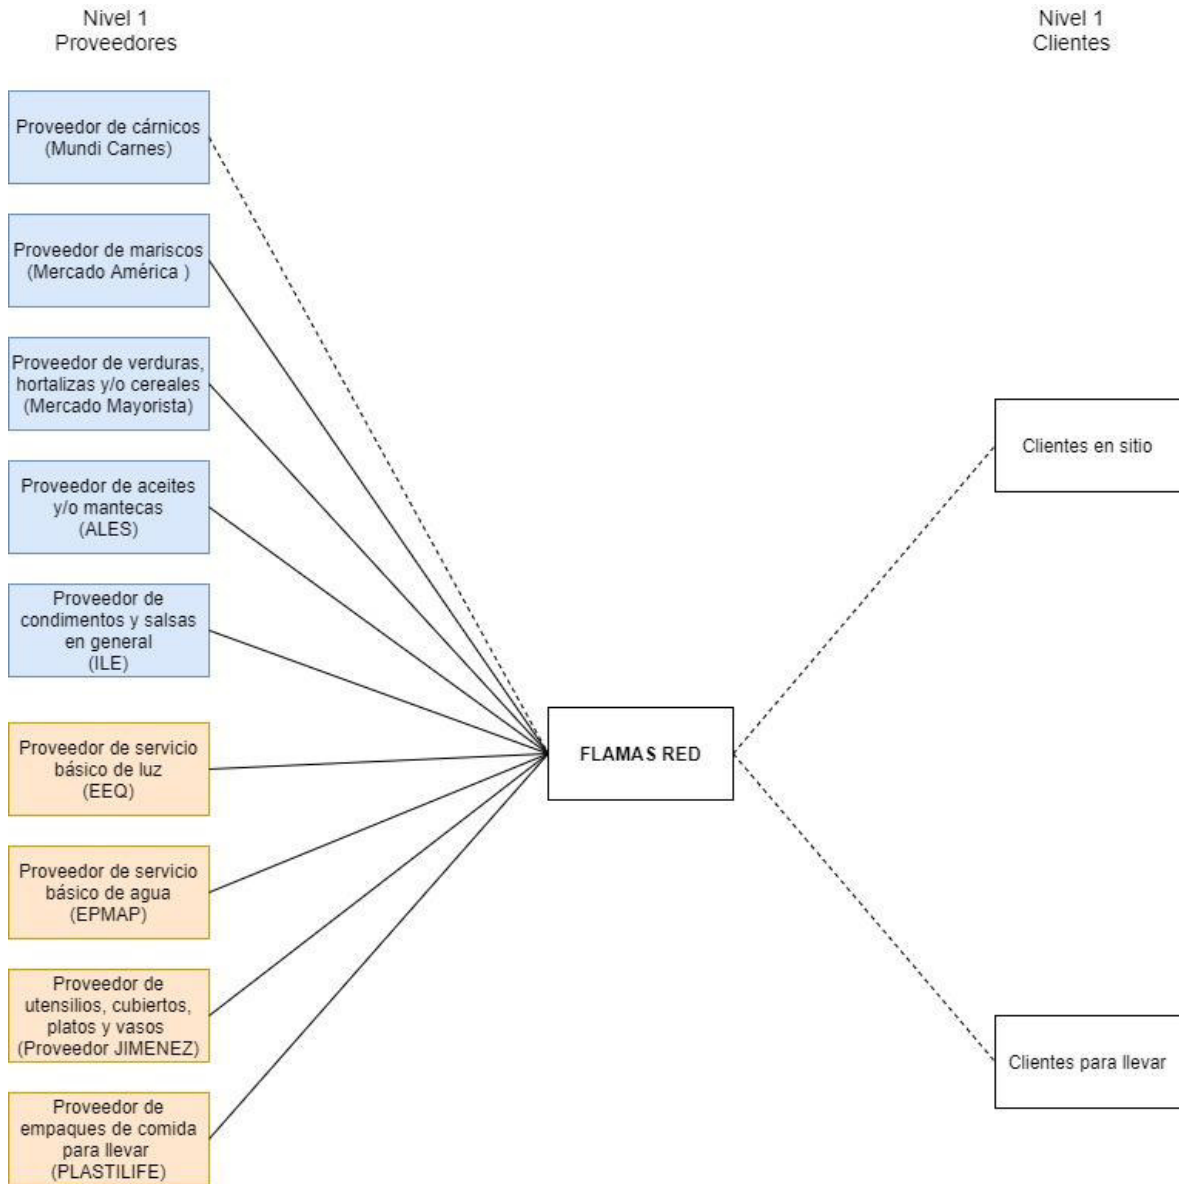 Nivel 1
Proveedores
Nivel 1
Clientes
Proveedor de cárnicos
(Mundi Carnes)
Proveedor de mariscos
(Mercado América )
Proveedor de verduras,
hortalizas y/o cereales
(Mercado Mayorista)
Proveedor de aceites
y/o mantecas
(ALES)
Proveedor de
condimentos y salsas
en general
(ILE)
Proveedor de servicio
básico de luz
(EEQ)
Proveedor de servicio
básico de agua
(EPMAP)
Proveedor de
utensilios, cubiertos,
platos y vasos
(Proveedor JIMENEZ)
Proveedor de
empaques de comida
para llevar
(PLASTILIFE)
FLAMAS RED
Clientes en sitio
Clientes para llevar